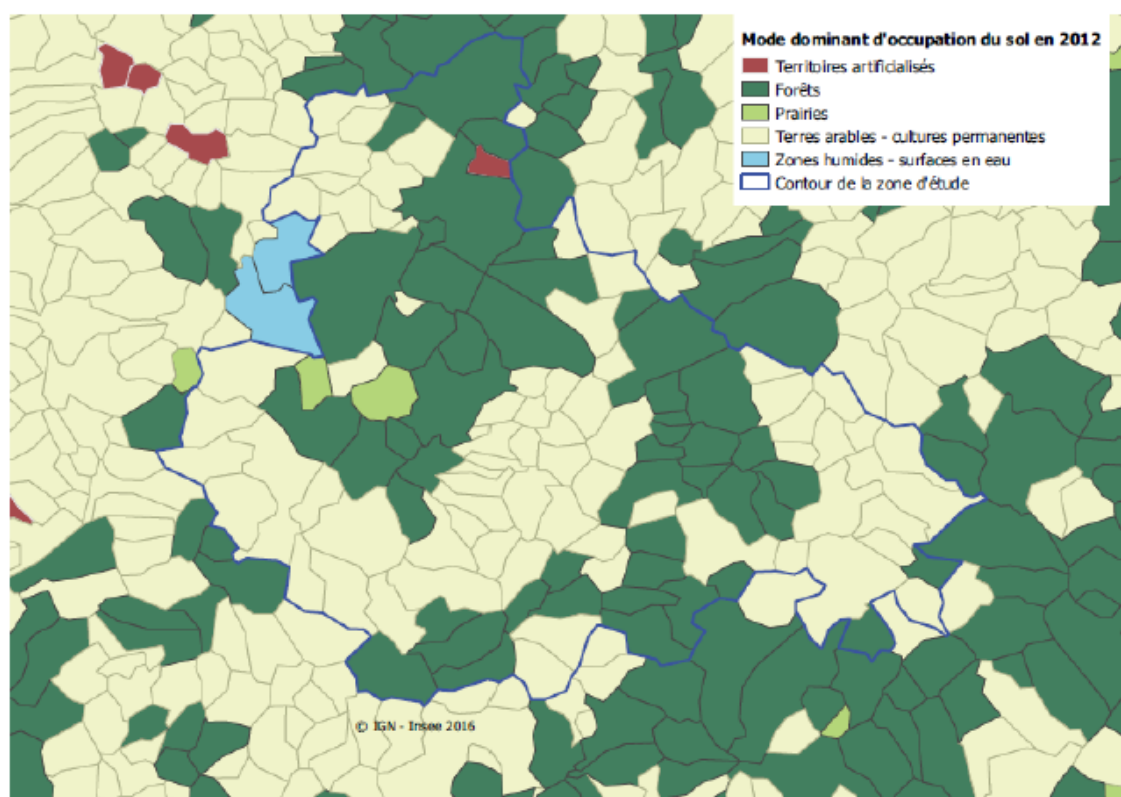 Mode dominant d'occupation du sol en 2012
Territoires artificialisés
Forêts
Prairies
Terres arables - cultures permanentes
Zones humides - surfaces en eau
Contour de la zone d'étude
© IGN - Insee 2016